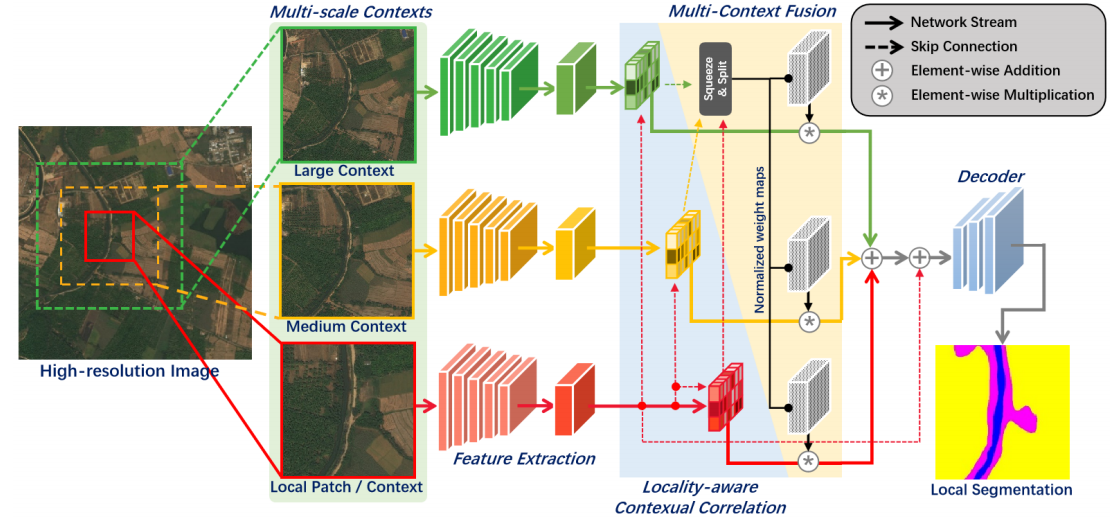 Multi-scale Contexts
Multi-Context Fusion
Network Stream
Skip Connection
Element-wise Addition
Element-wise Multiplication
Squeeze
& Split
Large Context
Normalized weight maps
Decoder
Medium Context
High-resolution Image
Feature Extraction
Local Patch / Context
Locality-aware
Contexual Correlation
Local Segmentation